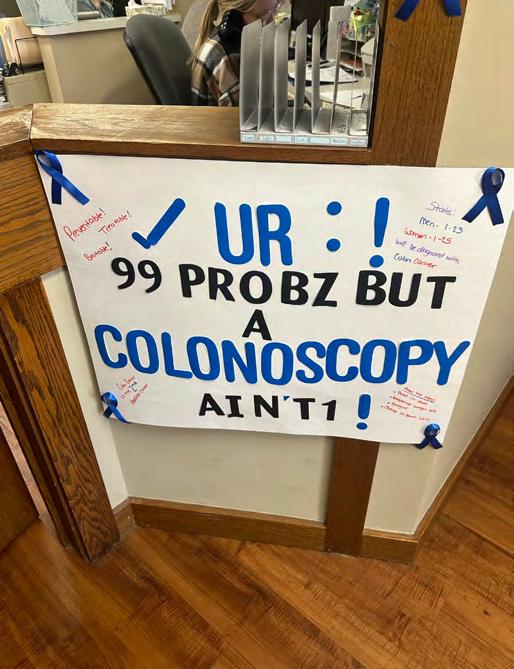 Preventable!
Treatable!
Beatable!
✓ UR : !
Stats:
Men - 1-23
Women - 1-25
will be diagnosed with
Colon Cancer
99 PROBZ BUT
A
COLONOSCOPY
AIN'T 1 !